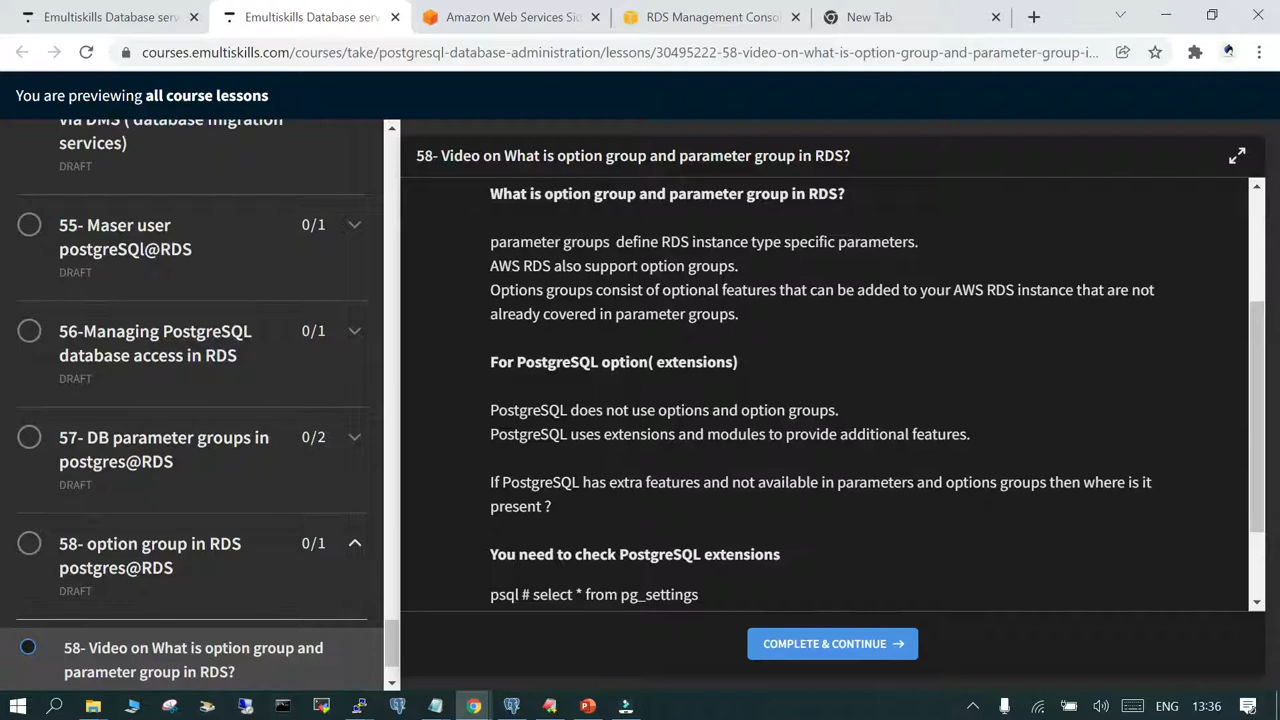 Emultiskills Database serv
Emultiskills Database serv
Amazon Web Services Si
RDS Management Conso
New Tab
courses.emultiskills.com/courses/take/postgresql-database-administration/lessons/30495222-58-video-on-what-is-option-group-and-parameter-group-i...
You are previewing all course lessons
via DMS ( database migration
services)
DRAFT
55- Maser user
postgreSQl@RDS
0/1
DRAFT
56-Managing PostgreSQL
database access in RDS
0/1
DRAFT
57- DB parameter groups in
postgres@RDS
0/2
DRAFT
58- option group in RDS
postgres@RDS
0/1
DRAFT
58- Video on What is option group and
parameter group in RDS?
58- Video on What is option group and parameter group in RDS?
What is option group and parameter group in RDS?
parameter groups define RDS instance type specific parameters.
AWS RDS also support option groups.
Options groups consist of optional features that can be added to your AWS RDS instance that are not
already covered in parameter groups.
For PostgreSQL option( extensions)
PostgreSQL does not use options and option groups.
PostgreSQL uses extensions and modules to provide additional features.
If PostgreSQL has extra features and not available in parameters and options groups then where is it
present ?
You need to check PostgreSQL extensions
psql # select * from pg_settings
COMPLETE & CONTINUE →
ENG
13:36